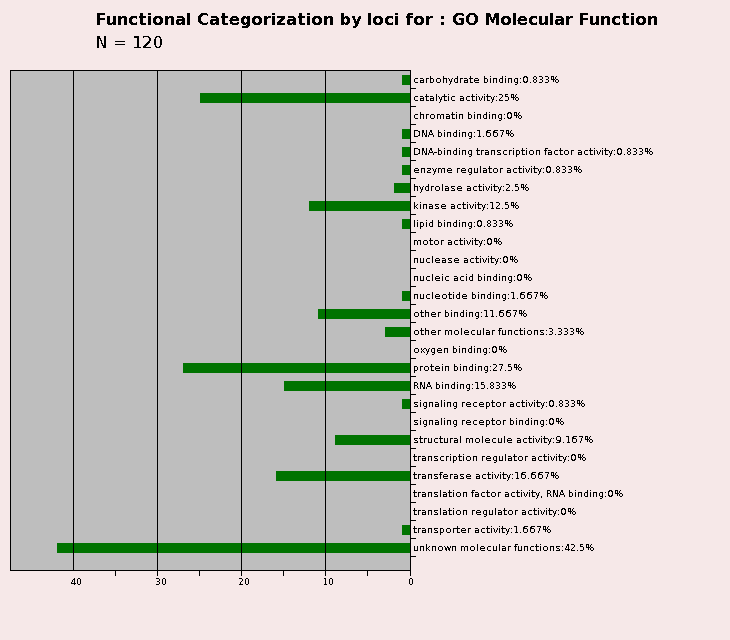 Functional Categorization by loci for : GO Molecular Function
N = 120
carbohydrate binding:0.833%
catalytic activity:25%
chromatin binding:0%
DNA binding:1.667%
DNA-binding transcription factor activity:0.833%
enzyme regulator activity:0.833%
hydrolase activity:2.5%
kinase activity:12.5%
lipid binding:0.833%
motor activity:0%
nuclease activity:0%
nucleic acid binding:0%
nucleotide binding:1.667%
other binding:11.667%
other molecular functions:3.333%
oxygen binding:0%
protein binding:27.5%
RNA binding:15.833%
signaling receptor activity:0.833%
signaling receptor binding:0%
structural molecule activity:9.167%
transcription regulator activity:0%
transferase activity:16.667%
translation factor activity, RNA binding:0%
translation regulator activity:0%
transporter activity:1.667%
unknown molecular functions:42.5%
40 30 20 10 0